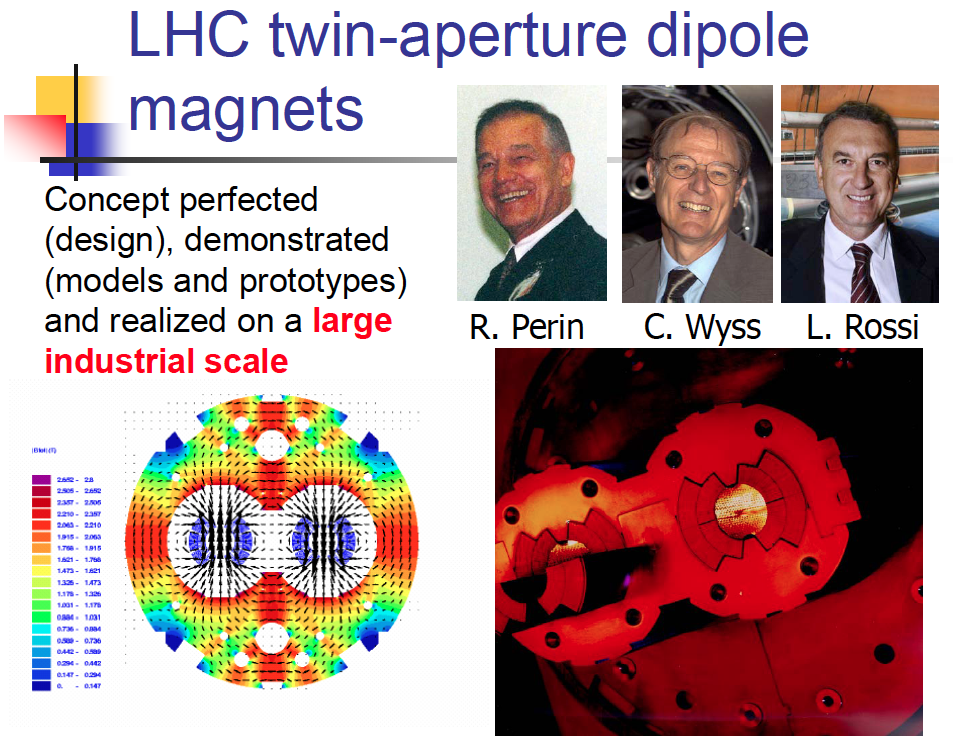 LHC twin-aperture dipole
magnets
Concept perfected
(design), demonstrated
(models and prototypes)
and realized on a large
industrial scale
R. Perin
C. Wyss
L. Rossi
|Btot| (T)
2.652 - 2.8
2.505 - 2.652
2.357 - 2.505
2.210 - 2.357
2.063 - 2.210
1.915 - 2.063
1.768 - 1.915
1.621 - 1.768
1.473 - 1.621
1.326 - 1.473
1.178 - 1.326
1.031 - 1.178
0.884 - 1.031
0.736 - 0.884
0.589 - 0.736
0.442 - 0.589
0.294 - 0.442
0.147 - 0.294
0. - 0.147